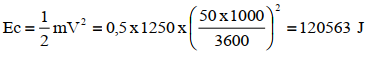 Ec = 1/2 mV² = 0,5 x 1250 x (50 x 1000 / 3600)² = 120563 J